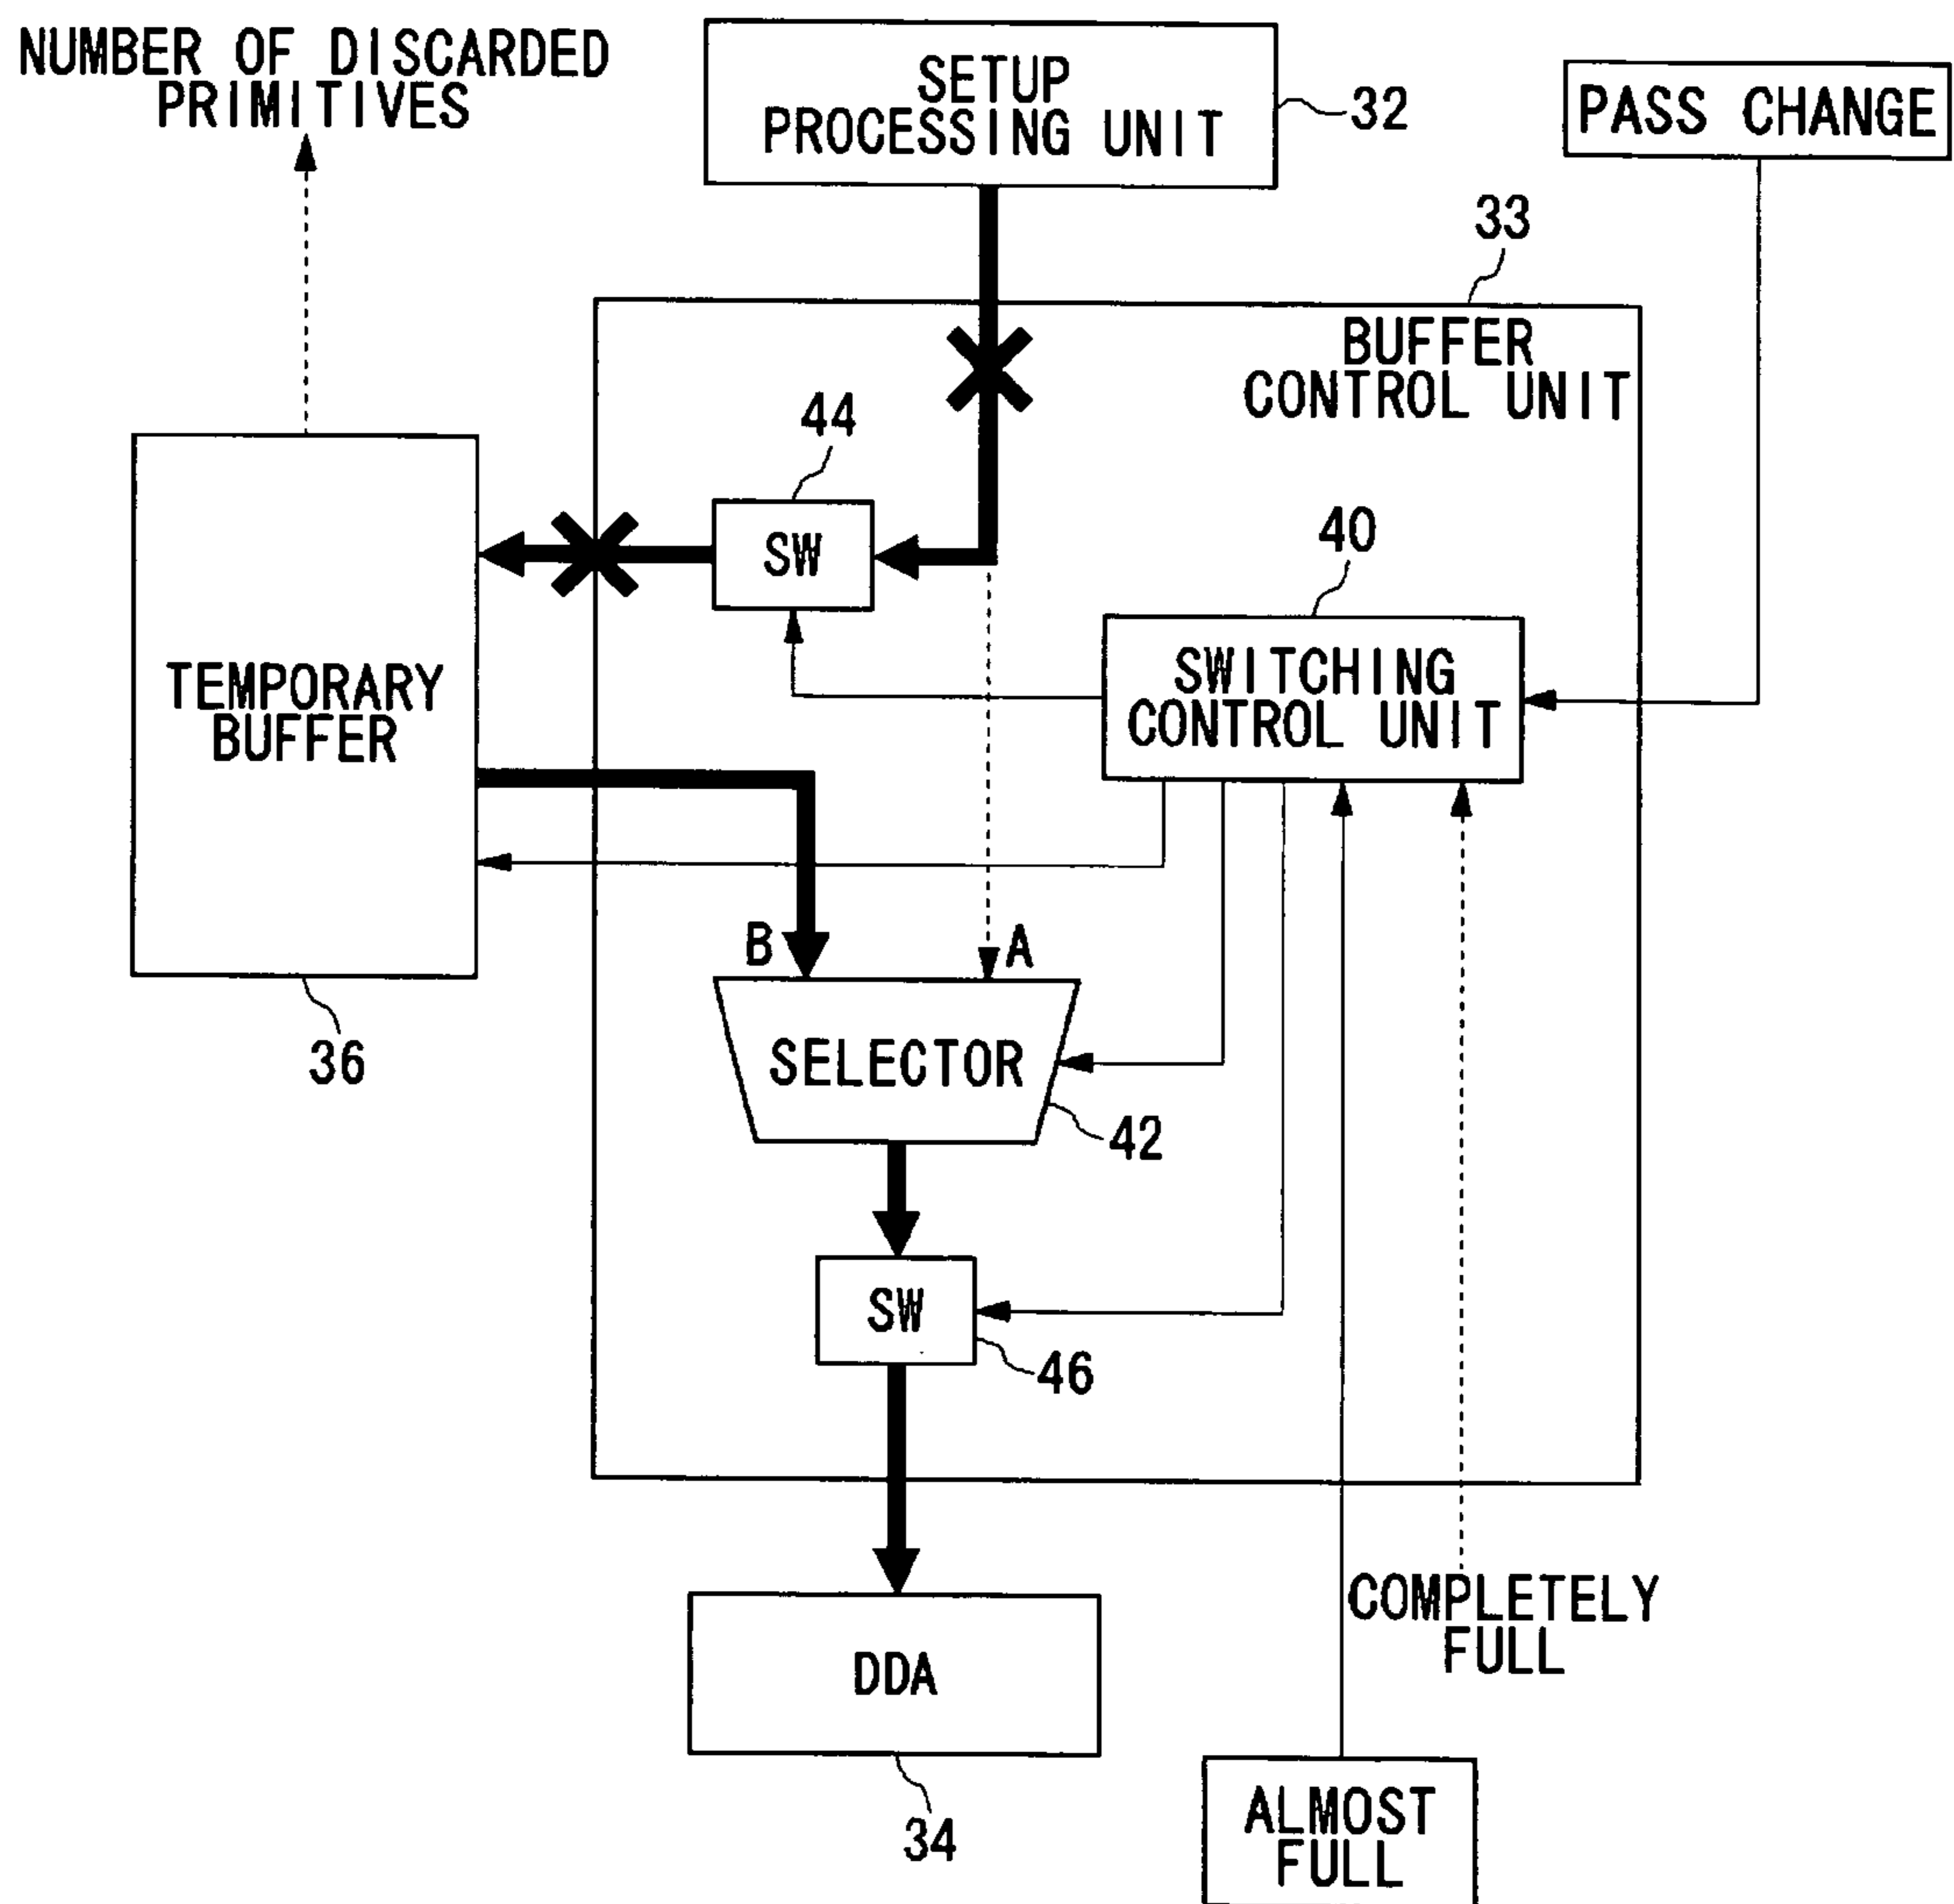 NUMBER OF DISCARDED
PRIMITIVES
SETUP
PROCESSING UNIT
32
PASS CHANGE
33
BUFFER
CONTROL UNIT
44
SW
40
SWITCHING
CONTROL UNIT
TEMPORARY
BUFFER
B
A
36
SELECTOR
42
SW
46
COMPLETELY
FULL
DDA
34
ALMOST
FULL